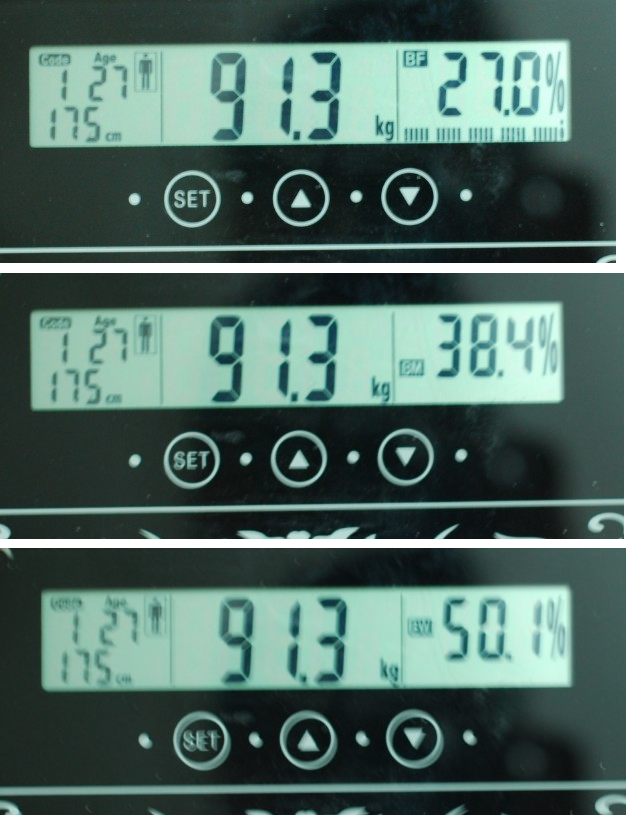 Code Age
1 27
175 cm
91.3 kg
BF 27.0%
SET
Code Age
1 27
175 cm
91.3 kg
BM 38.4%
SET
Code Age
1 27
175 cm
91.3 kg
BW 50.1%
SET